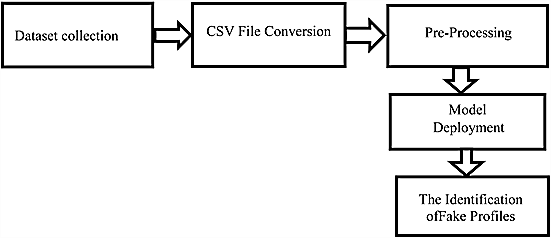 Dataset collection
CSV File Conversion
Pre-Processing
Model
Deployment
The Identification
ofFake Profiles